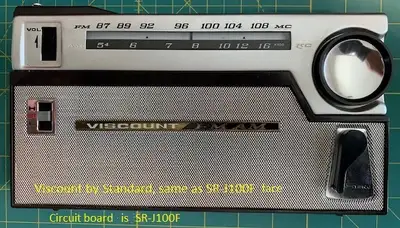 VOL
FM 87 89 92 96 100 104 108 MC
54 6 7 8 10 12 16
VISCOUNT FM AM
Viscount by Standard, same as SR-J100F face
Circuit board is SR-J100F